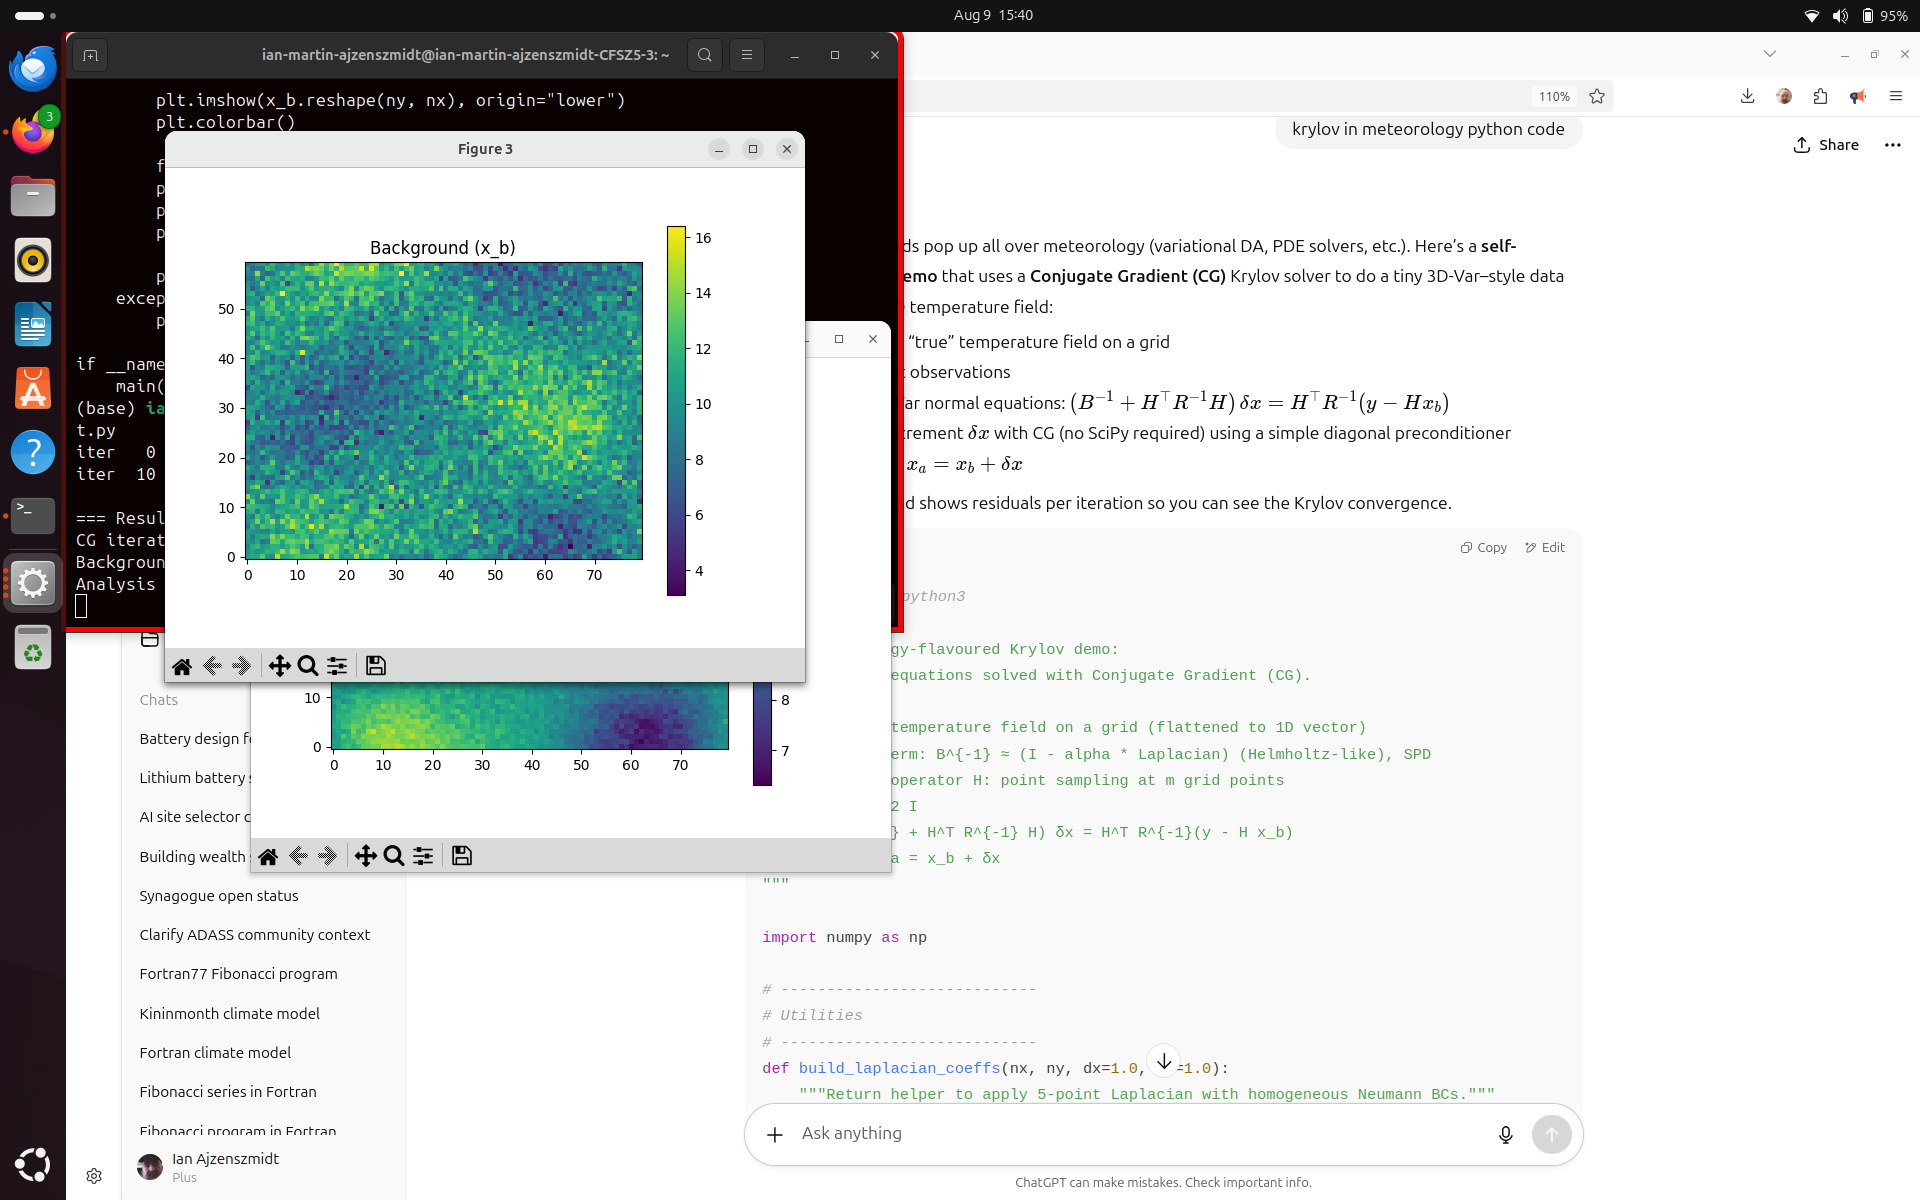 Aug 9 15:40
95%
3
ian-martin-ajzenszmidt@ian-martin-ajzenszmidt-CFSZ5-3: ~
plt.imshow(x_b.reshape(ny, nx), origin="lower")
plt.colorbar()
f
p
p
p
p
excep
p
if __name
main(
(base) ia
t.py
iter 0
iter 10
=== Resul
CG iterat
Backgroun
Analysis
Figure 3
Background (x_b)
50
40
30
20
10
0
0 10 20 30 40 50 60 70
16
14
12
10
8
6
4
10
0
0 10 20 30 40 50 60 70
8
7
110%
krylov in meteorology python code
Share
ds pop up all over meteorology (variational DA, PDE solvers, etc.). Here’s a self-
emo that uses a Conjugate Gradient (CG) Krylov solver to do a tiny 3D-Var–style data
temperature field:
“true” temperature field on a grid
t observations
ar normal equations: (B⁻¹ + H⊤R⁻¹H) δx = H⊤R⁻¹(y − Hx_b)
crement δx with CG (no SciPy required) using a simple diagonal preconditioner
x_a = x_b + δx
d shows residuals per iteration so you can see the Krylov convergence.
Copy
Edit
python3
gy-flavoured Krylov demo:
equations solved with Conjugate Gradient (CG).
temperature field on a grid (flattened to 1D vector)
erm: B^{-1} ≈ (I - alpha * Laplacian) (Helmholtz-like), SPD
operator H: point sampling at m grid points
2 I
} + H^T R^{-1} H) δx = H^T R^{-1}(y - H x_b)
a = x_b + δx
"""
import numpy as np
# ----------------------------
# Utilities
# ----------------------------
def build_laplacian_coeffs(nx, ny, dx=1.0, =1.0):
"""Return helper to apply 5-point Laplacian with homogeneous Neumann BCs."""
Ask anything
ChatGPT can make mistakes. Check important info.
Chats
Battery design fo
Lithium battery s
AI site selector c
Building wealth s
Synagogue open status
Clarify ADASS community context
Fortran77 Fibonacci program
Kininmonth climate model
Fortran climate model
Fibonacci series in Fortran
Fibonacci program in Fortran
Ian Ajzenszmidt
Plus